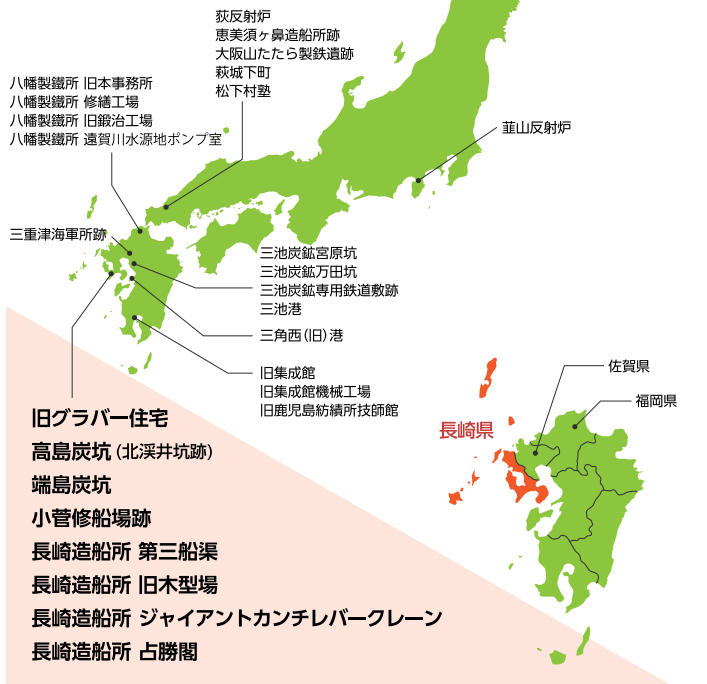 荻反射炉
恵美須ヶ鼻造船所跡
大阪山たたら製鉄遺跡
萩城下町
松下村塾
八幡製鐵所 旧本事務所
八幡製鐵所 修繕工場
八幡製鐵所 旧鍛冶工場
八幡製鐵所 遠賀川水源地ポンプ室
韮山反射炉
三重津海軍所跡
三池炭鉱宮原坑
三池炭鉱万田坑
三池炭鉱専用鉄道敷跡
三池港
三角西(旧)港
旧集成館
旧集成館機械工場
旧鹿児島紡績所技師館
佐賀県
福岡県
長崎県
旧グラバー住宅
高島炭坑(北渓井坑跡)
端島炭坑
小菅修船場跡
長崎造船所 第三船渠
長崎造船所 旧木型場
長崎造船所 ジャイアントカンチレバークレーン
長崎造船所 占勝閣